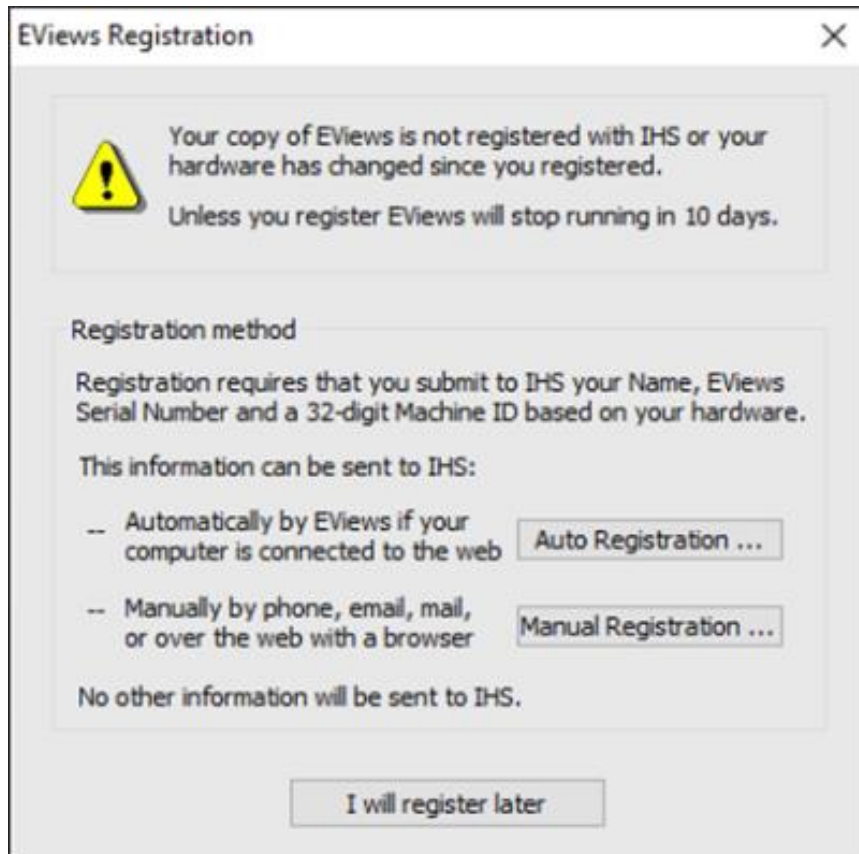 EViews Registration
Your copy of EViews is not registered with IHS or your
hardware has changed since you registered.
Unless you register EViews will stop running in 10 days.
Registration method
Registration requires that you submit to IHS your Name, EViews
Serial Number and a 32-digit Machine ID based on your hardware.
This information can be sent to IHS:
-- Automatically by EViews if your
computer is connected to the web
Auto Registration ...
-- Manually by phone, email, mail,
or over the web with a browser
Manual Registration ...
No other information will be sent to IHS.
I will register later